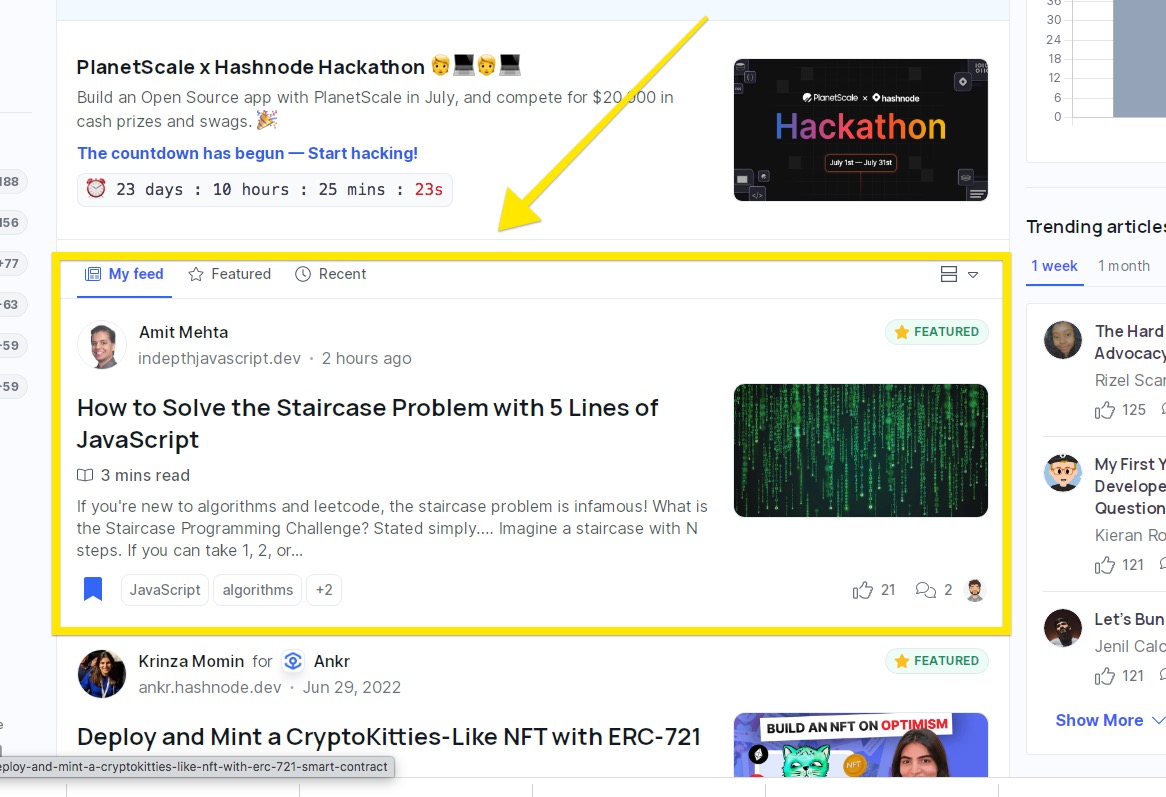 PlanetScale x Hashnode Hackathon 🧑‍💻🧑‍💻
Build an Open Source app with PlanetScale in July, and compete for $20,000 in
cash prizes and swags. 🎉
The countdown has begun — Start hacking!
⏰ 23 days : 10 hours : 25 mins : 23s
PlanetScale x hashnode
Hackathon
July 1st — July 31st
My feed
Featured
Recent
Amit Mehta
FEATURED
indepthjavascript.dev · 2 hours ago
How to Solve the Staircase Problem with 5 Lines of
JavaScript
3 mins read
If you're new to algorithms and leetcode, the staircase problem is infamous! What is
the Staircase Programming Challenge? Stated simply.... Imagine a staircase with N
steps. If you can take 1, 2, or...
JavaScript
algorithms
+2
21
2
Krinza Momin for Ankr
FEATURED
ankr.hashnode.dev · Jun 29, 2022
Deploy and Mint a CryptoKitties-Like NFT with ERC-721
BUILD AN NFT ON OPTIMISM
NFT
eploy-and-mint-a-cryptokitties-like-nft-with-erc-721-smart-contract
188
156
+77
+63
+59
+59
36
30
24
18
12
6
0
Trending articles
1 week
1 month
The Hard
Advocacy
Rizel Scar
125
My First Y
Develope
Question
Kieran Ro
121
Let's Bun
Jenil Calc
121
Show More